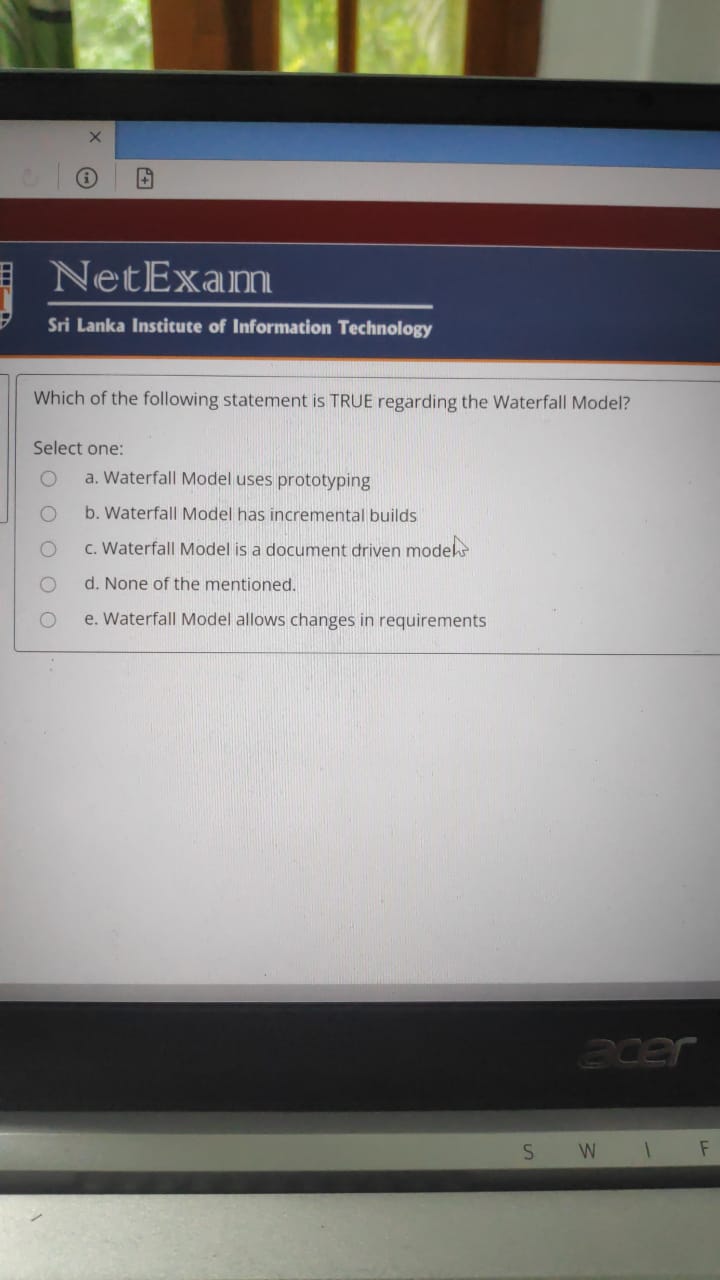 NetExam
Sri Lanka Institute of Information Technology
Which of the following statement is TRUE regarding the Waterfall Model?
Select one:
a. Waterfall Model uses prototyping
b. Waterfall Model has incremental builds
c. Waterfall Model is a document driven model
d. None of the mentioned.
e. Waterfall Model allows changes in requirements
acer
S W I F